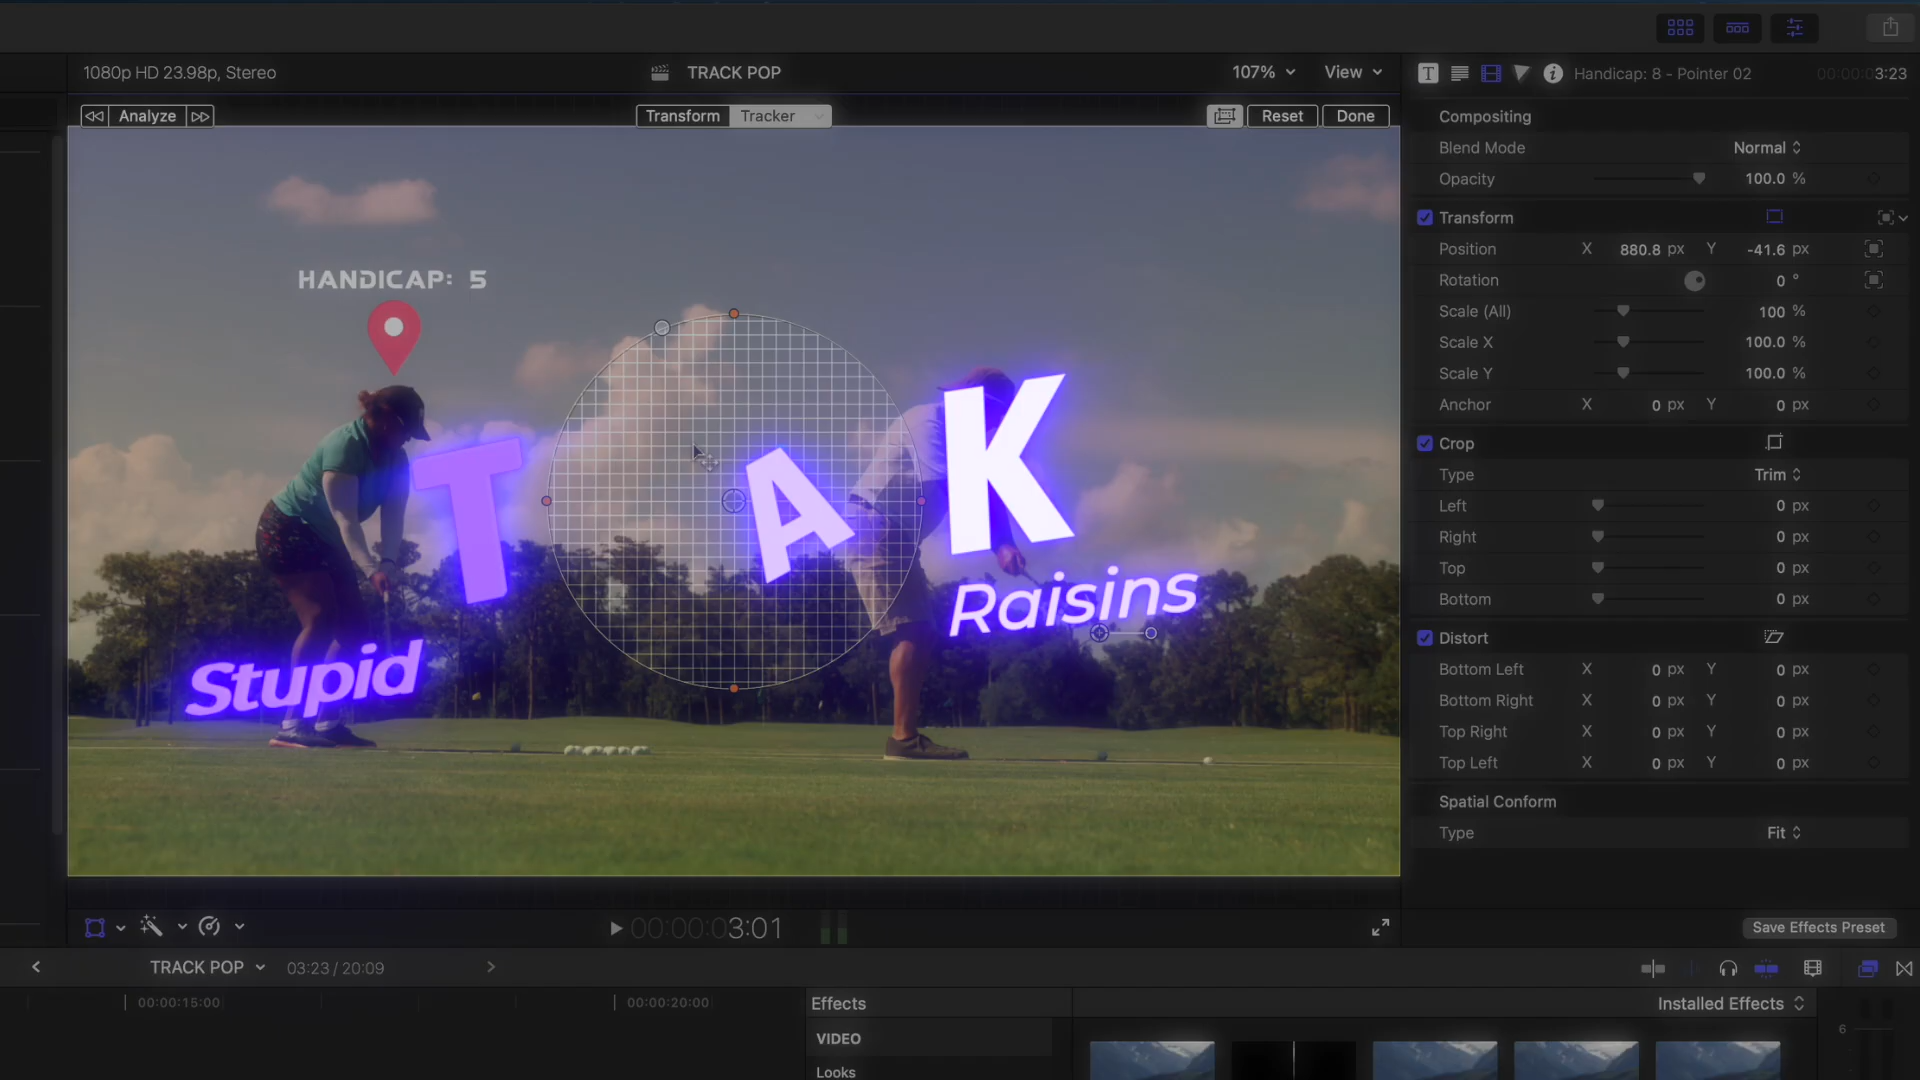 1080p HD 23.98p, Stereo
TRACK POP
107%
View
Handicap: 8 - Pointer 02
00:00:03:23
Analyze
Transform
Tracker
Reset
Done
Compositing
Blend Mode Normal
Opacity 100.0 %
Transform
Position X 880.8 px Y -41.6 px
Rotation 0 °
Scale (All) 100 %
Scale X 100.0 %
Scale Y 100.0 %
Anchor X 0 px Y 0 px
Crop
Type Trim
Left 0 px
Right 0 px
Top 0 px
Bottom 0 px
Distort
Bottom Left X 0 px Y 0 px
Bottom Right X 0 px Y 0 px
Top Right X 0 px Y 0 px
Top Left X 0 px Y 0 px
Spatial Conform
Type Fit
Save Effects Preset
HANDICAP: 5
T A K
Stupid
Raisins
00:00:03:01
TRACK POP
03:23 / 20:09
00:00:15:00
00:00:20:00
Effects
Installed Effects
VIDEO
Looks
6